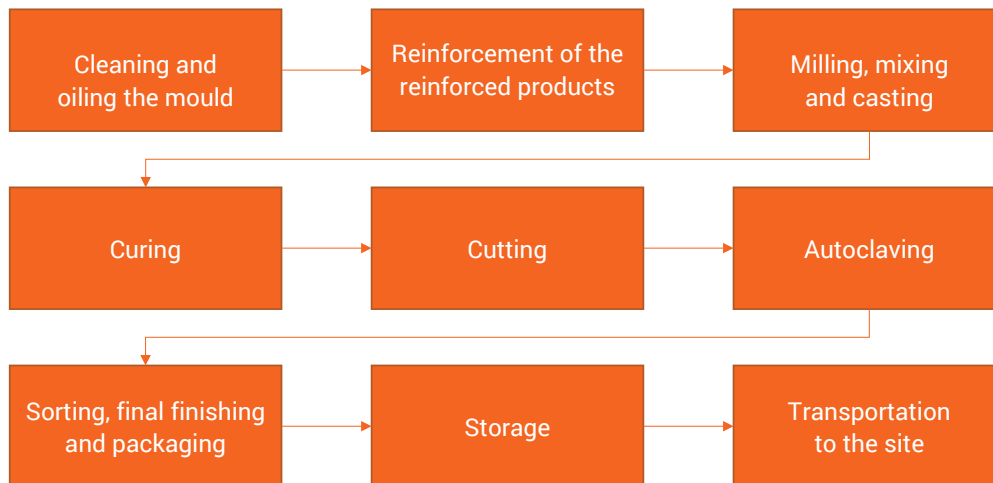 Cleaning and
oiling the mould
Reinforcement of the
reinforced products
Milling, mixing
and casting
Curing
Cutting
Autoclaving
Sorting, final finishing
and packaging
Storage
Transportation
to the site